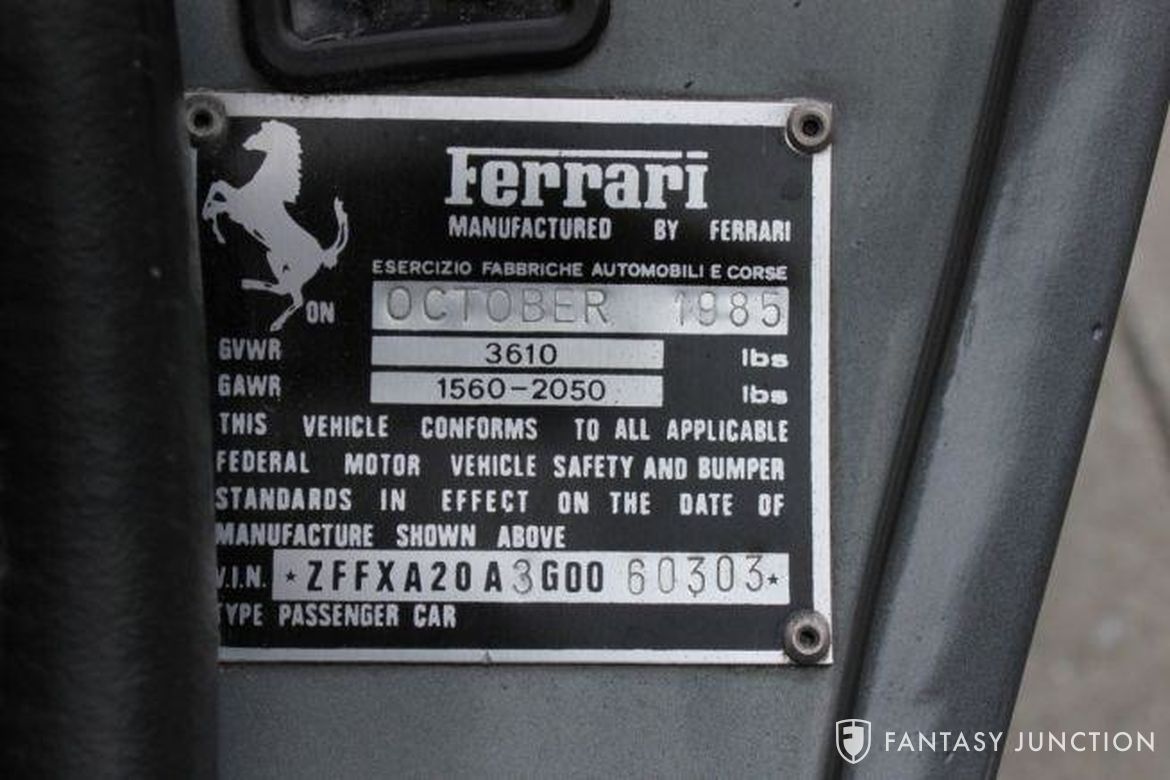 Ferrari
MANUFACTURED BY FERRARI
ESERCIZIO FABBRICHE AUTOMOBILI E CORSE
ON OCTOBER 1985
GVWR 3610 lbs
GAWR 1560-2050 lbs
THIS VEHICLE CONFORMS TO ALL APPLICABLE
FEDERAL MOTOR VEHICLE SAFETY AND BUMPER
STANDARDS IN EFFECT ON THE DATE OF
MANUFACTURE SHOWN ABOVE
V.I.N. *ZFFXA20A3G0060303*
TYPE PASSENGER CAR
FANTASY JUNCTION